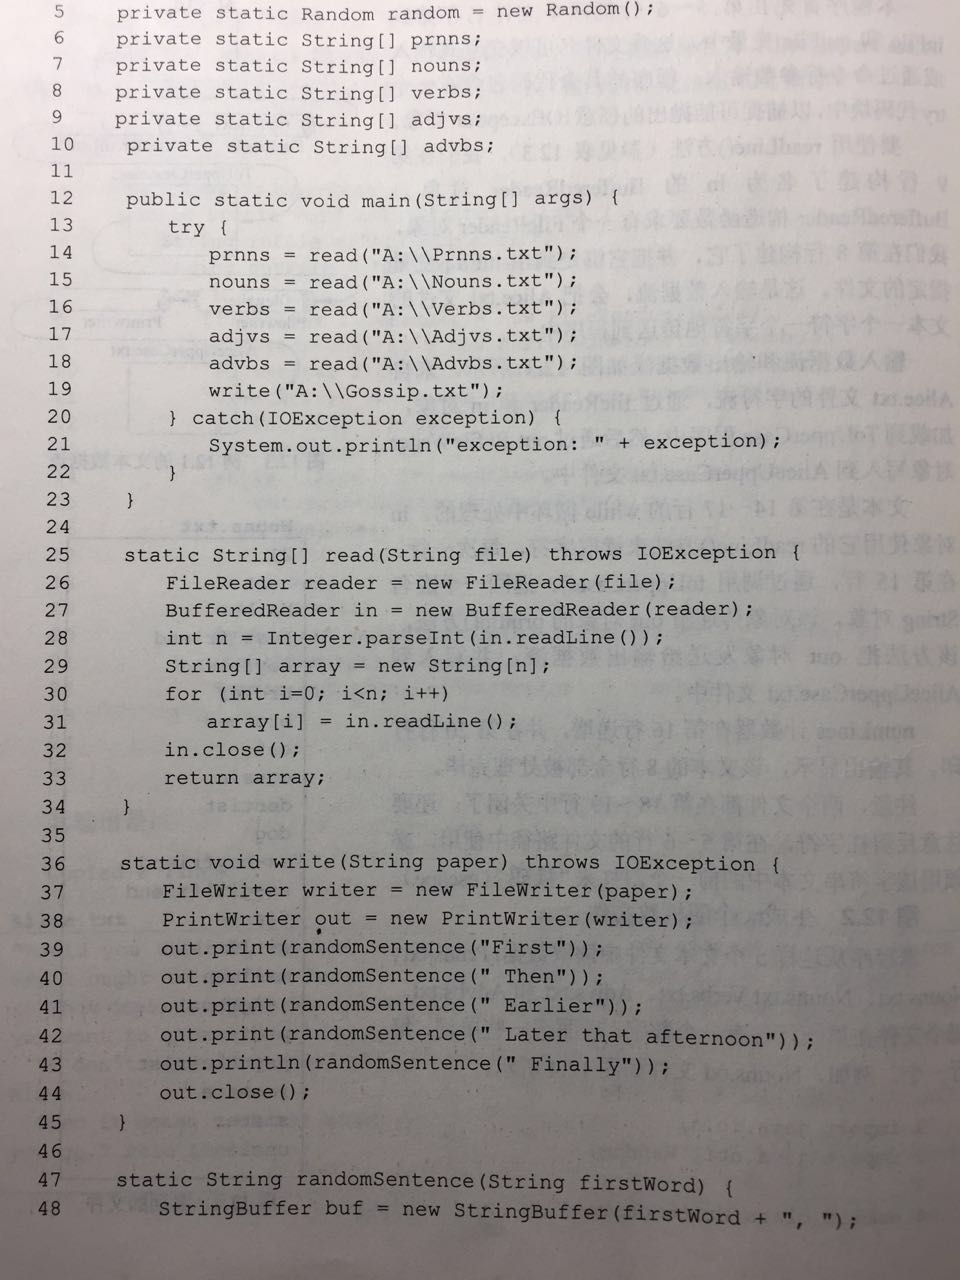 5 private static Random random = new Random();
6 private static String[] prnns;
7 private static String[] nouns;
8 private static String[] verbs;
9 private static String[] adjvs;
10 private static String[] advbs;
11
12 public static void main(String[] args) {
13 try {
14 prnns = read("A:\\Prnns.txt");
15 nouns = read("A:\\Nouns.txt");
16 verbs = read("A:\\Verbs.txt");
17 adjvs = read("A:\\Adjvs.txt");
18 advbs = read("A:\\Advbs.txt");
19 write("A:\\Gossip.txt");
20 } catch(IOException exception) {
21 System.out.println("exception: " + exception);
22 }
23 }
24
25 static String[] read(String file) throws IOException {
26 FileReader reader = new FileReader(file);
27 BufferedReader in = new BufferedReader(reader);
28 int n = Integer.parseInt(in.readLine());
29 String[] array = new String[n];
30 for (int i=0; i<n; i++)
31 array[i] = in.readLine();
32 in.close();
33 return array;
34 }
35
36 static void write(String paper) throws IOException {
37 FileWriter writer = new FileWriter(paper);
38 PrintWriter out = new PrintWriter(writer);
39 out.print(randomSentence("First"));
40 out.print(randomSentence(" Then"));
41 out.print(randomSentence(" Earlier"));
42 out.print(randomSentence(" Later that afternoon"));
43 out.println(randomSentence(" Finally"));
44 out.close();
45 }
46
47 static String randomSentence(String firstWord) {
48 StringBuffer buf = new StringBuffer(firstWord + ", ");